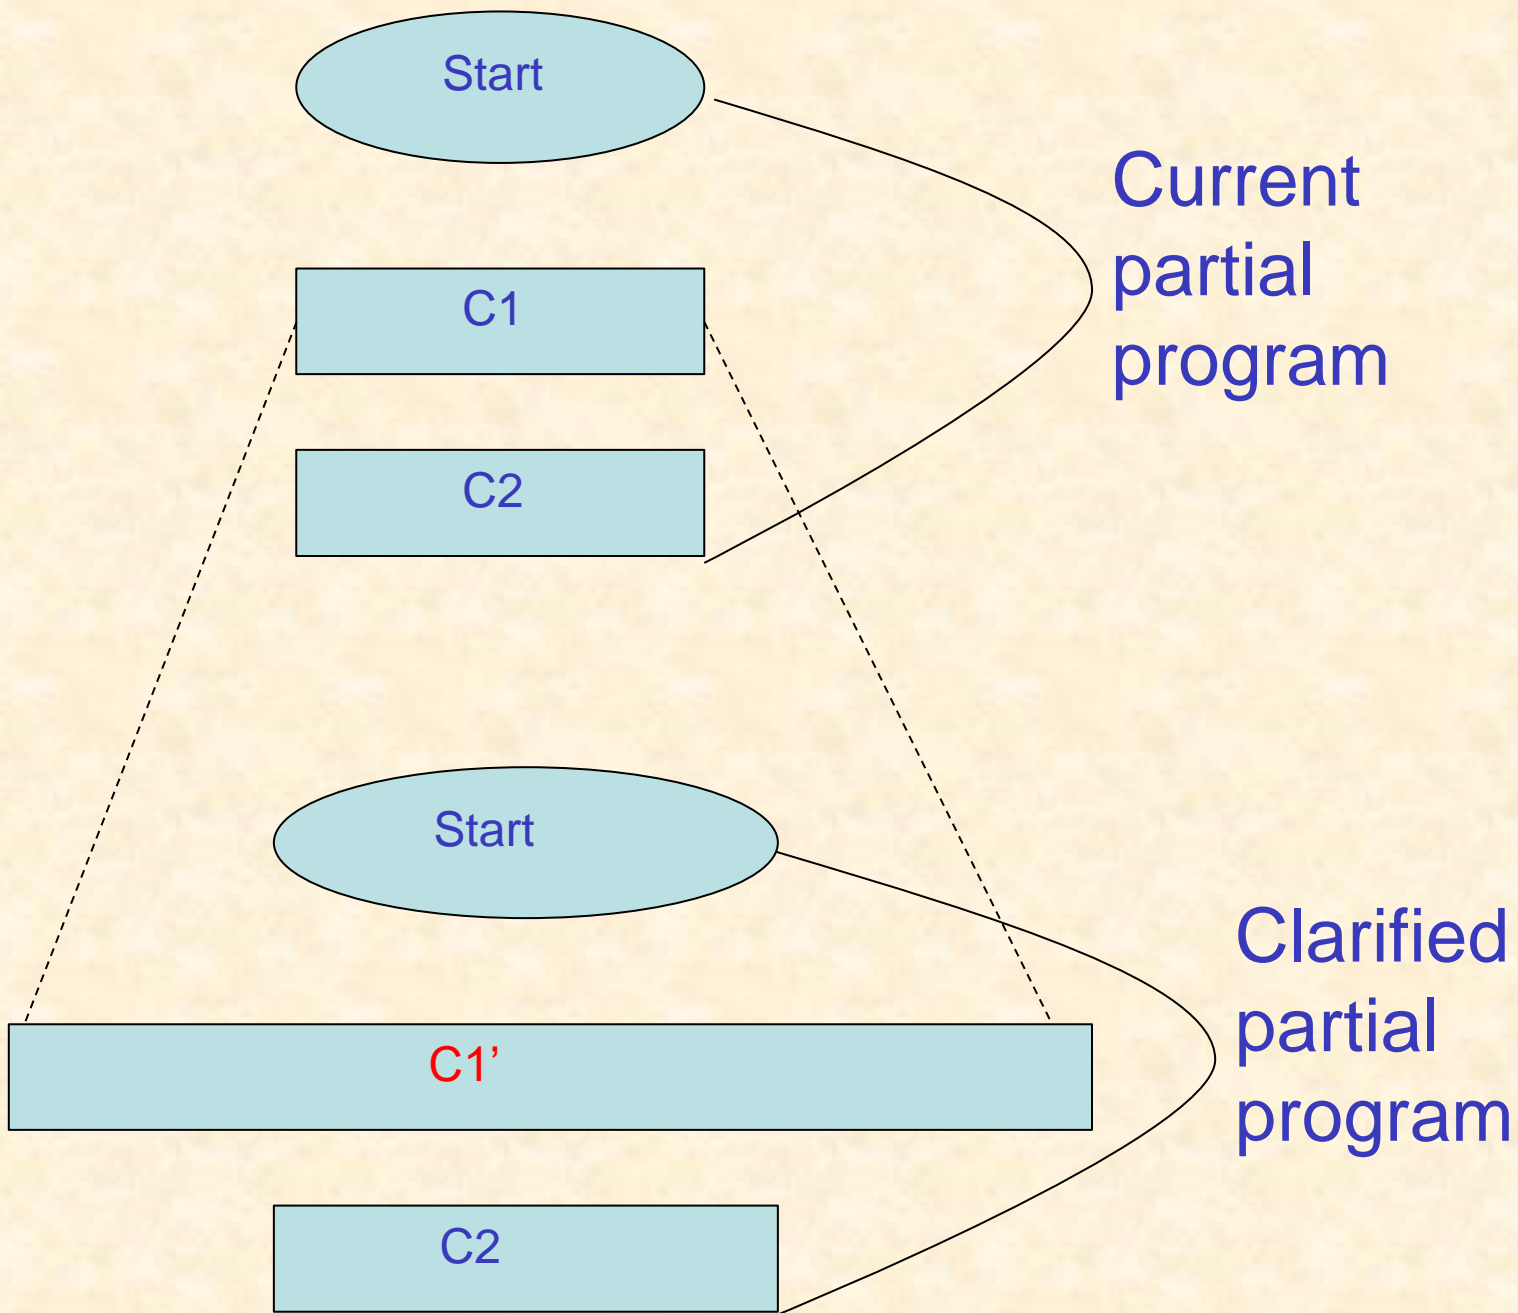 Start
Current
partial
program
C1
C2
Start
Clarified
partial
program
C1’
C2